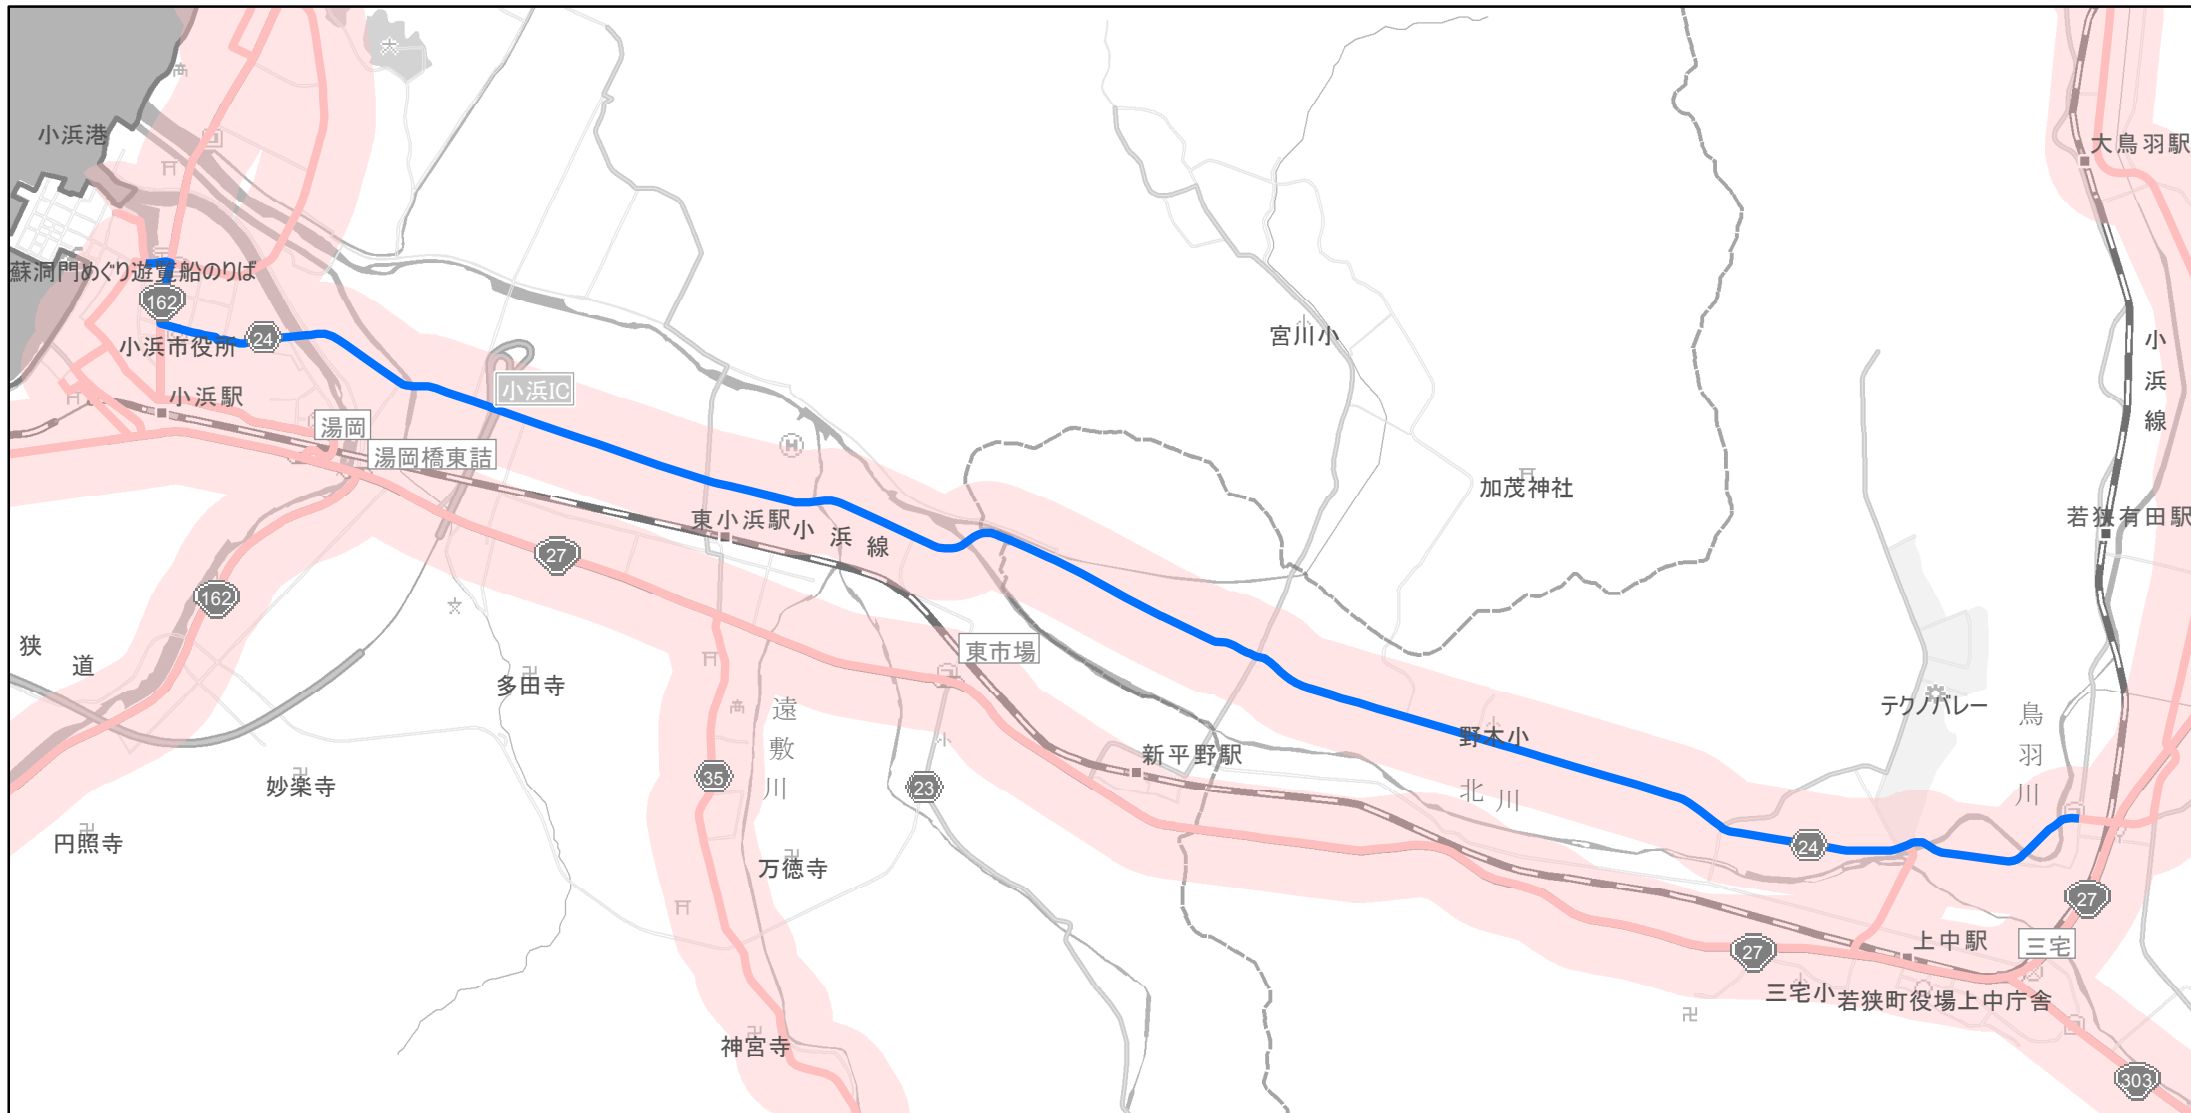 小浜港
大鳥羽駅
蘇洞門めぐり遊覧船のりば
162
24
小浜市役所
宮川小
小浜線
小浜IC
小浜駅
湯岡
湯岡橋東詰
加茂神社
若狭有田駅
東小浜駅
小浜線
27
162
狭道
東市場
多田寺
遠敷川
テクノバレー
鳥羽川
野木小
新平野駅
35
23
妙楽寺
北川
円照寺
24
万徳寺
27
上中駅
三宅
27
三宅小
若狭町役場上中庁舎
神宮寺
303